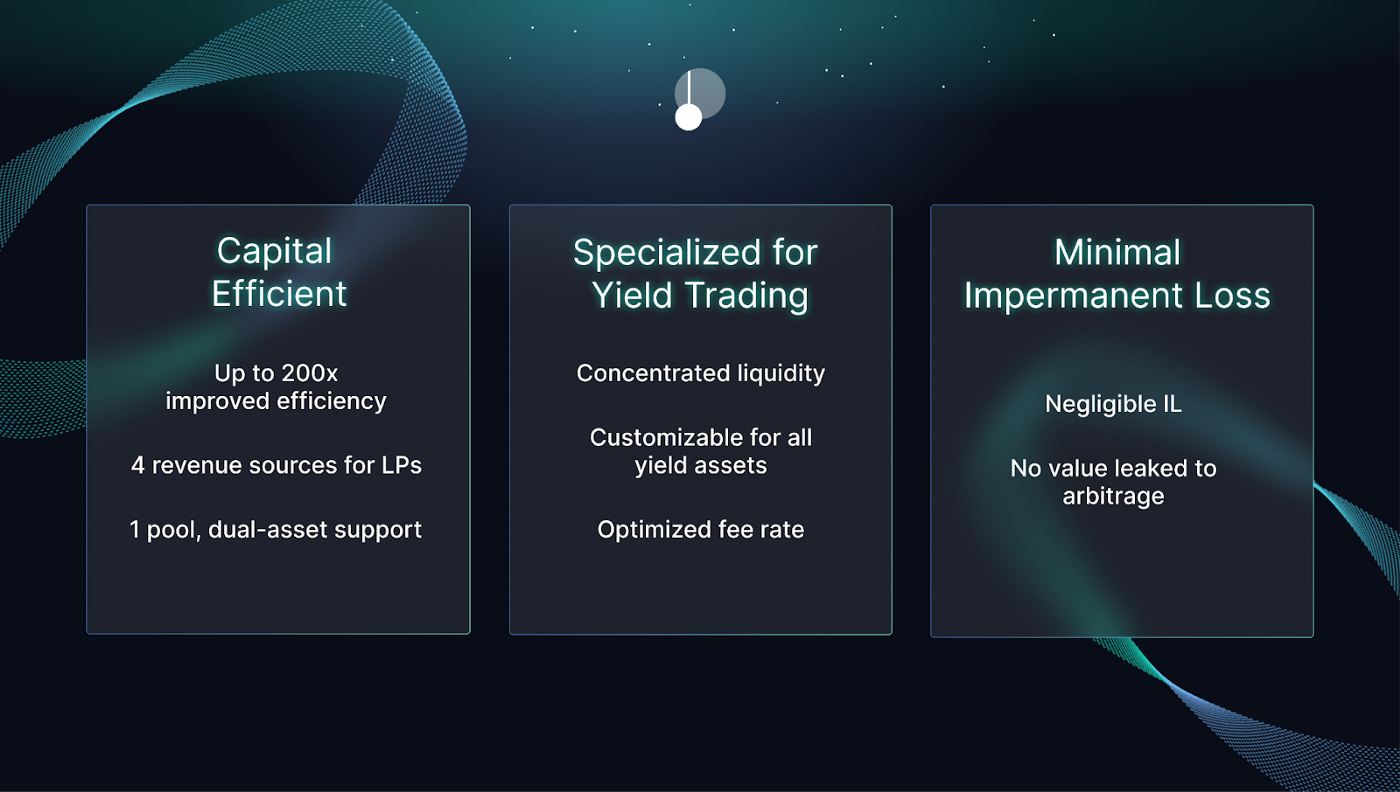 Capital
Efficient
Up to 200x
improved efficiency
4 revenue sources for LPs
1 pool, dual-asset support
Specialized for
Yield Trading
Concentrated liquidity
Customizable for all
yield assets
Optimized fee rate
Minimal
Impermanent Loss
Negligible IL
No value leaked to
arbitrage